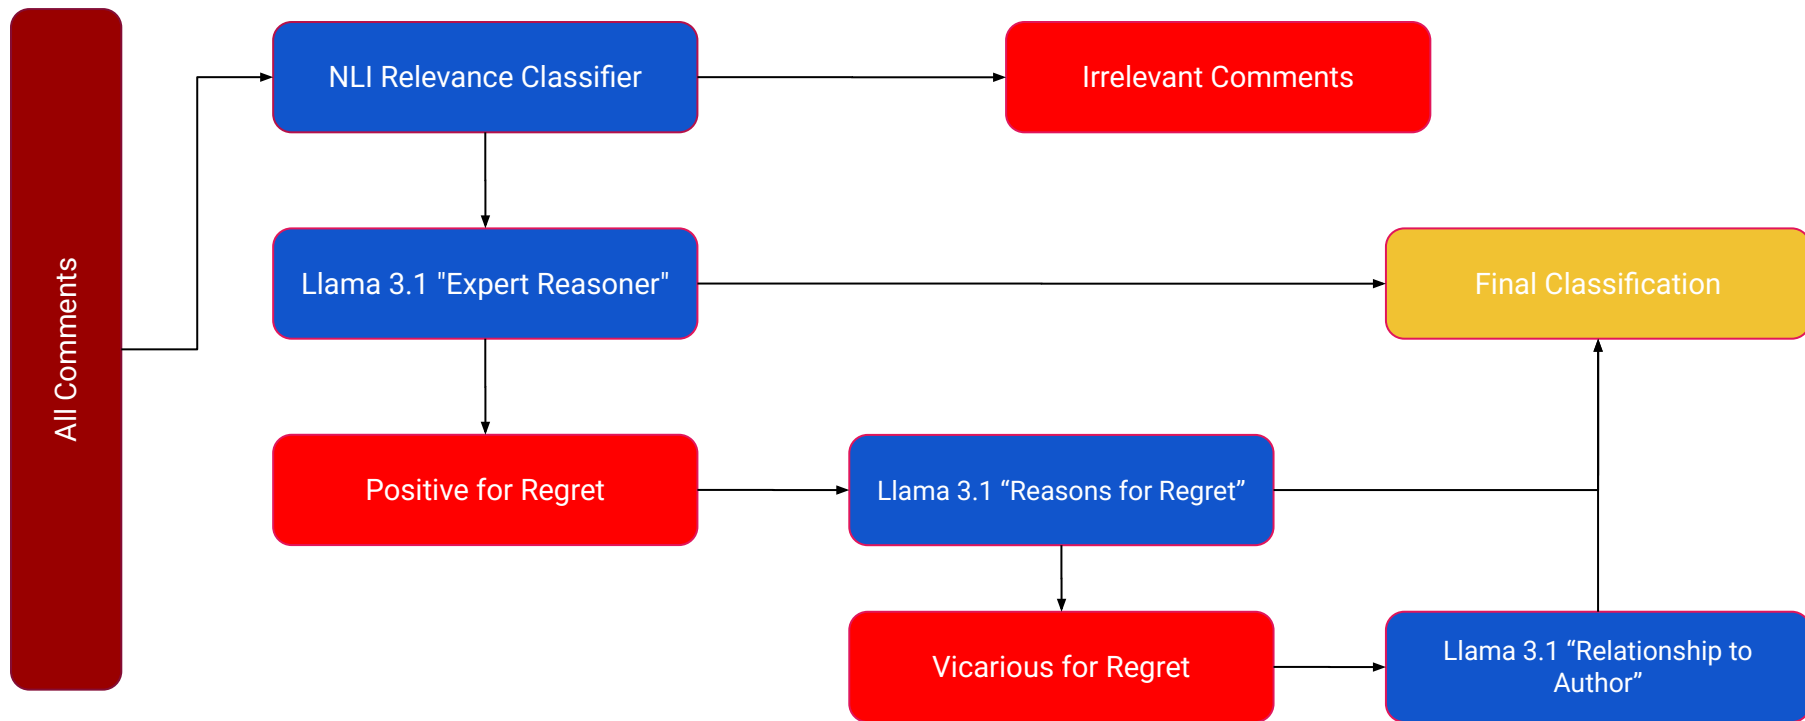 All Comments
NLI Relevance Classifier
Irrelevant Comments
Llama 3.1 "Expert Reasoner"
Final Classification
Positive for Regret
Llama 3.1 “Reasons for Regret”
Vicarious for Regret
Llama 3.1 “Relationship to
Author”